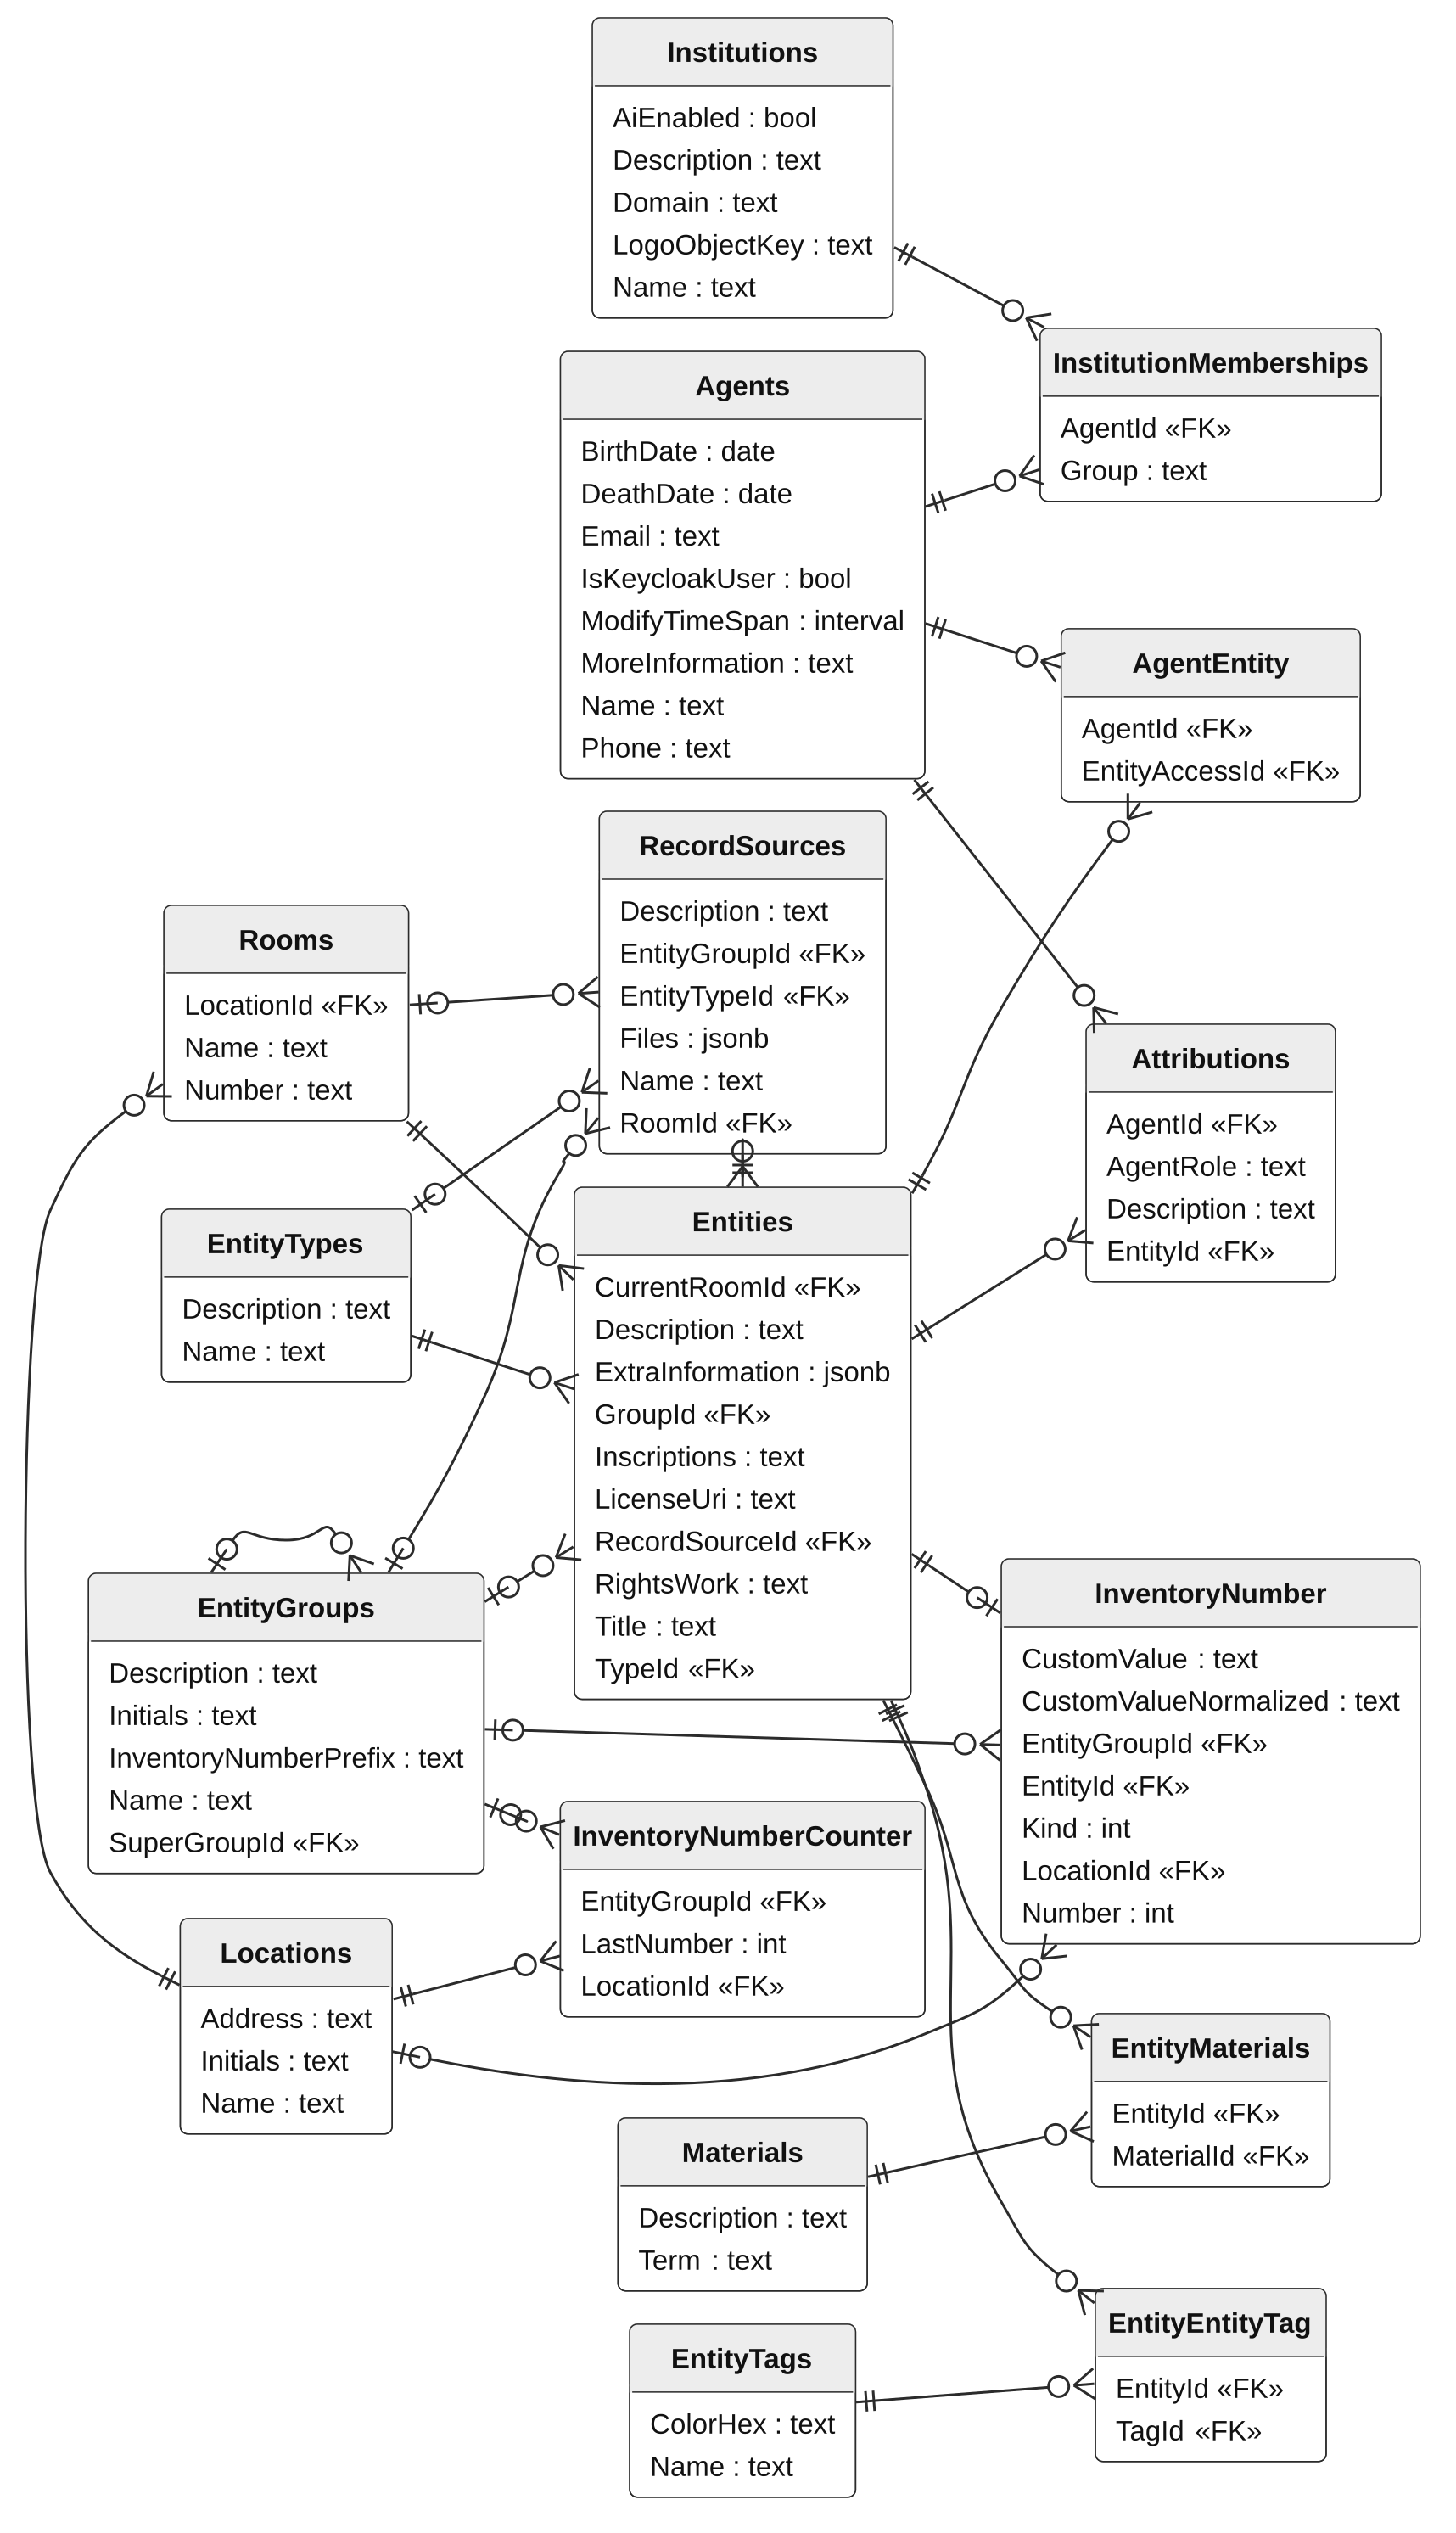 Institutions
AiEnabled : bool
Description : text
Domain : text
LogoObjectKey : text
Name : text
InstitutionMemberships
AgentId «FK»
Group : text
Agents
BirthDate : date
DeathDate : date
Email : text
IsKeycloakUser : bool
ModifyTimeSpan : interval
MoreInformation : text
Name : text
Phone : text
AgentEntity
AgentId «FK»
EntityAccessId «FK»
RecordSources
Description : text
EntityGroupId «FK»
EntityTypeId «FK»
Files : jsonb
Name : text
RoomId «FK»
Rooms
LocationId «FK»
Name : text
Number : text
Attributions
AgentId «FK»
AgentRole : text
Description : text
EntityId «FK»
EntityTypes
Description : text
Name : text
Entities
CurrentRoomId «FK»
Description : text
ExtraInformation : jsonb
GroupId «FK»
Inscriptions : text
LicenseUri : text
RecordSourceId «FK»
RightsWork : text
Title : text
TypeId «FK»
EntityGroups
Description : text
Initials : text
InventoryNumberPrefix : text
Name : text
SuperGroupId «FK»
InventoryNumber
CustomValue : text
CustomValueNormalized : text
EntityGroupId «FK»
EntityId «FK»
Kind : int
LocationId «FK»
Number : int
InventoryNumberCounter
EntityGroupId «FK»
LastNumber : int
LocationId «FK»
Locations
Address : text
Initials : text
Name : text
EntityMaterials
EntityId «FK»
MaterialId «FK»
Materials
Description : text
Term : text
EntityEntityTag
EntityId «FK»
TagId «FK»
EntityTags
ColorHex : text
Name : text